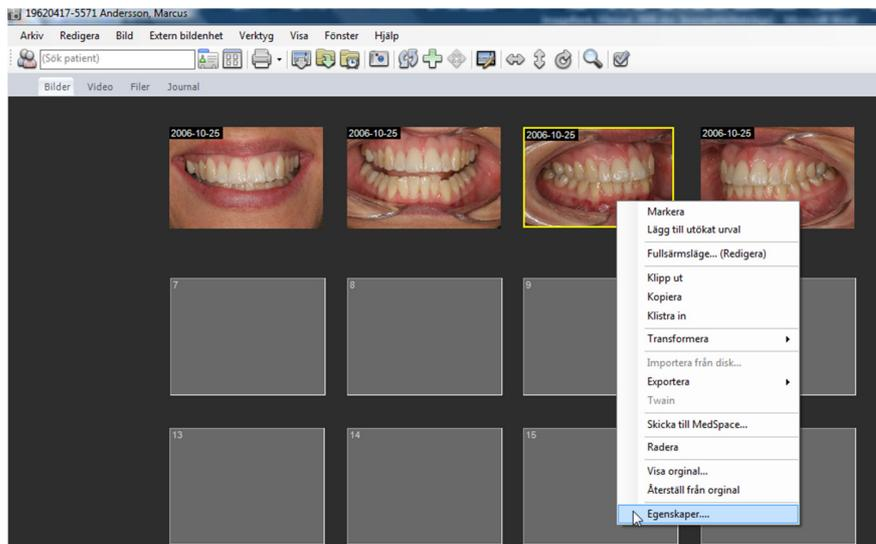 19620417-5571 Andersson, Marcus
Arkiv Redigera Bild Extern bildenhet Verktyg Visa Fönster Hjälp
(Sök patient)
Bilder Video Filer Journal
2006-10-25 2006-10-25 2006-10-25 2006-10-25
Markera
Lägg till utökat urval
Fullsärmsläge... (Redigera)
Klipp ut
7 8 9
Kopiera
Klistra in
Transformera
Importera från disk...
Exportera
Twain
Skicka till MedSpace...
13 14 15
Radera
Visa orginal...
Återställ från orginal
Egenskaper....